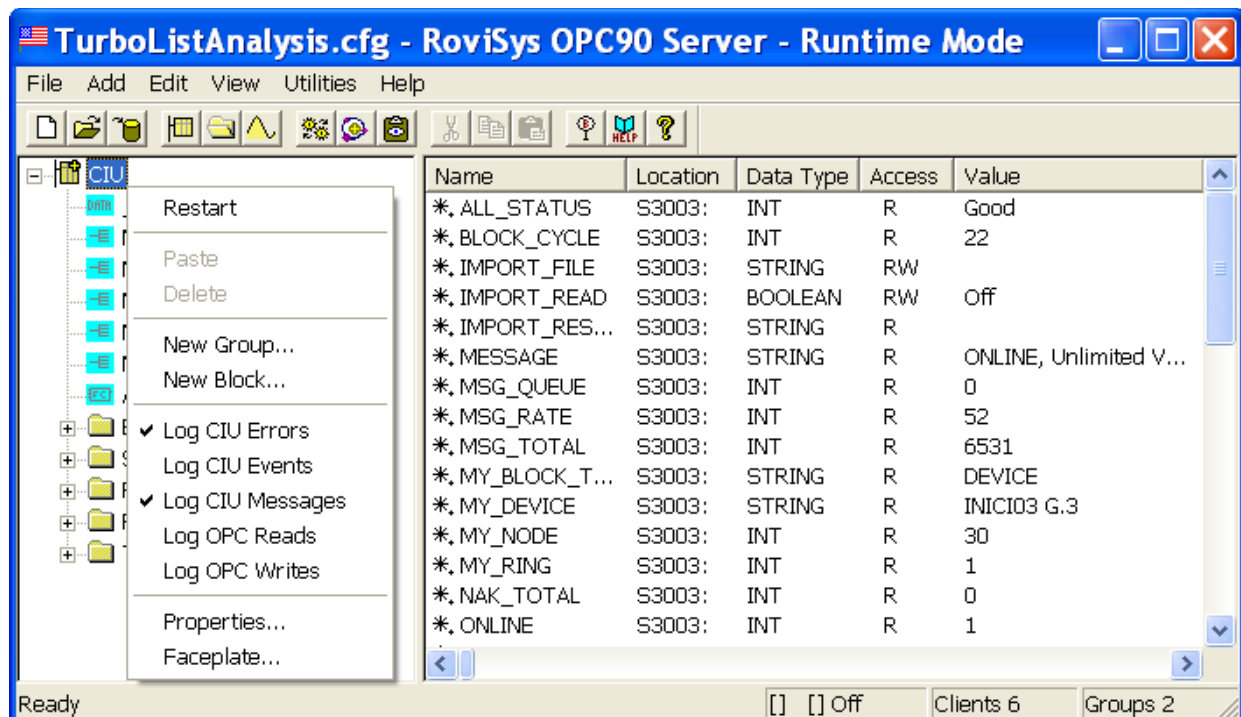 TurboListAnalysis.cfg - RoviSys OPC90 Server - Runtime Mode
File Add Edit View Utilities Help
HELP
CIU
DATA
FC
Restart
Paste
Delete
New Group...
New Block...
Log CIU Errors
Log CIU Events
Log CIU Messages
Log OPC Reads
Log OPC Writes
Properties...
Faceplate...
Name Location Data Type Access Value
ALL_STATUS S3003: INT R Good
BLOCK_CYCLE S3003: INT R 22
IMPORT_FILE S3003: STRING RW
IMPORT_READ S3003: BOOLEAN RW Off
IMPORT_RES... S3003: STRING R
MESSAGE S3003: STRING R ONLINE, Unlimited V...
MSG_QUEUE S3003: INT R 0
MSG_RATE S3003: INT R 52
MSG_TOTAL S3003: INT R 6531
MY_BLOCK_T... S3003: STRING R DEVICE
MY_DEVICE S3003: STRING R INICI03 G.3
MY_NODE S3003: INT R 30
MY_RING S3003: INT R 1
NAK_TOTAL S3003: INT R 0
ONLINE S3003: INT R 1
Ready [] [] Off Clients 6 Groups 2